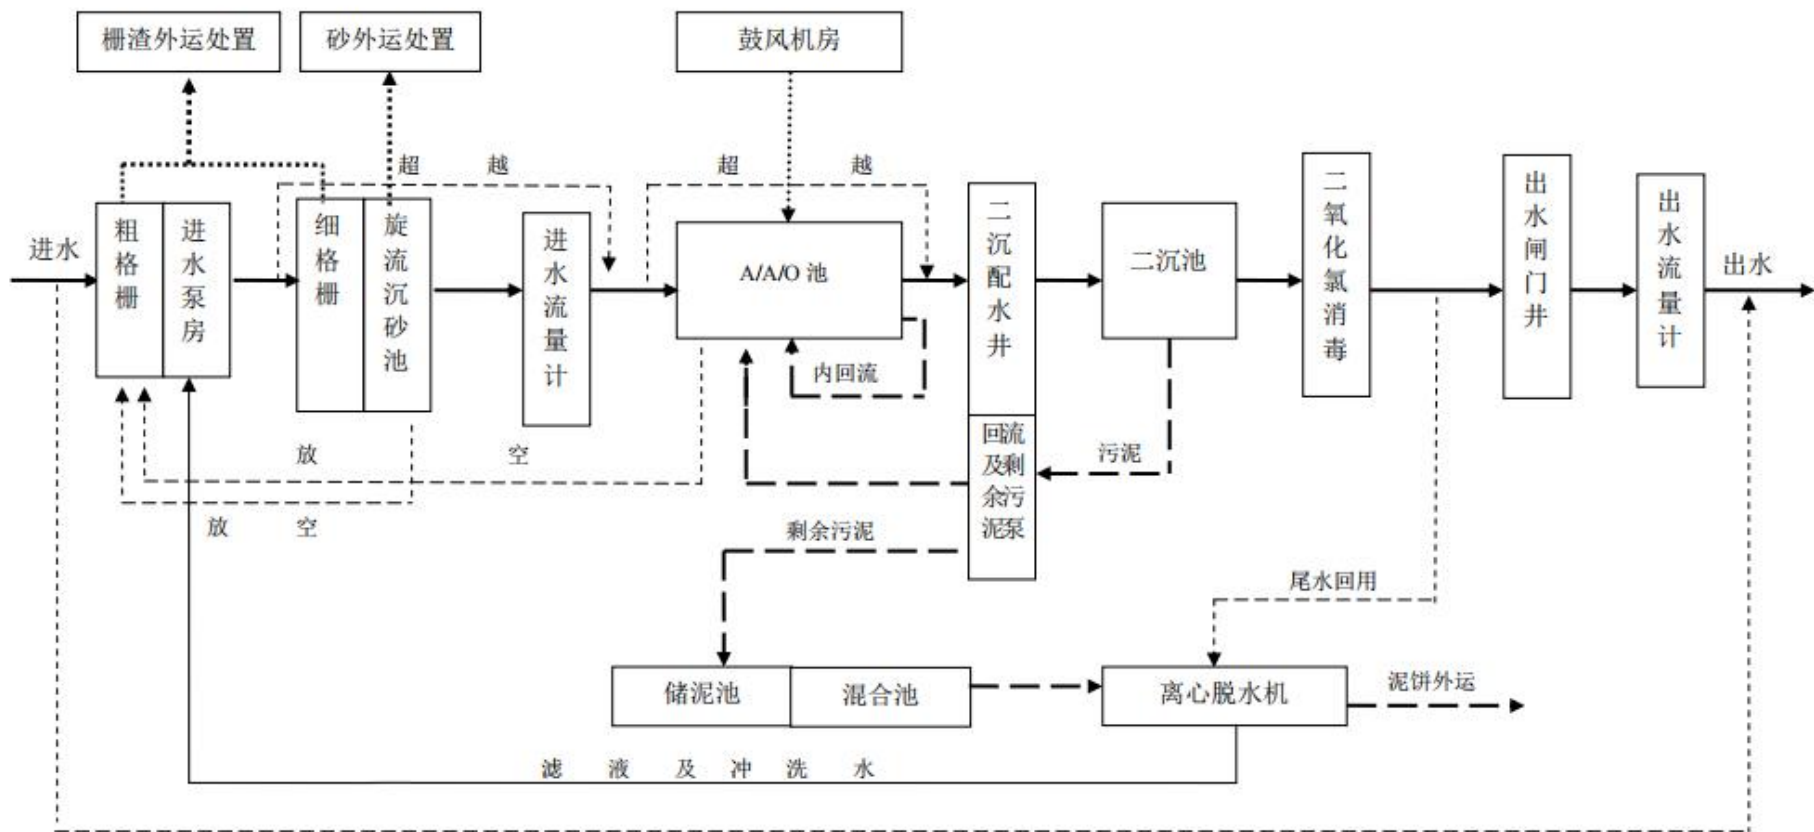 栅渣外运处置
砂外运处置
鼓风机房
超 越
超 越
进水
粗格栅
进水泵房
细格栅
旋流沉砂池
进水流量计
A/A/O 池
内回流
二沉配水井
二沉池
二氧化氯消毒
出水闸门井
出水流量计
出水
放 空
放 空
回流及剩余污泥泵
污泥
剩余污泥
尾水回用
储泥池
混合池
离心脱水机
泥饼外运
滤 液 及 冲 洗 水